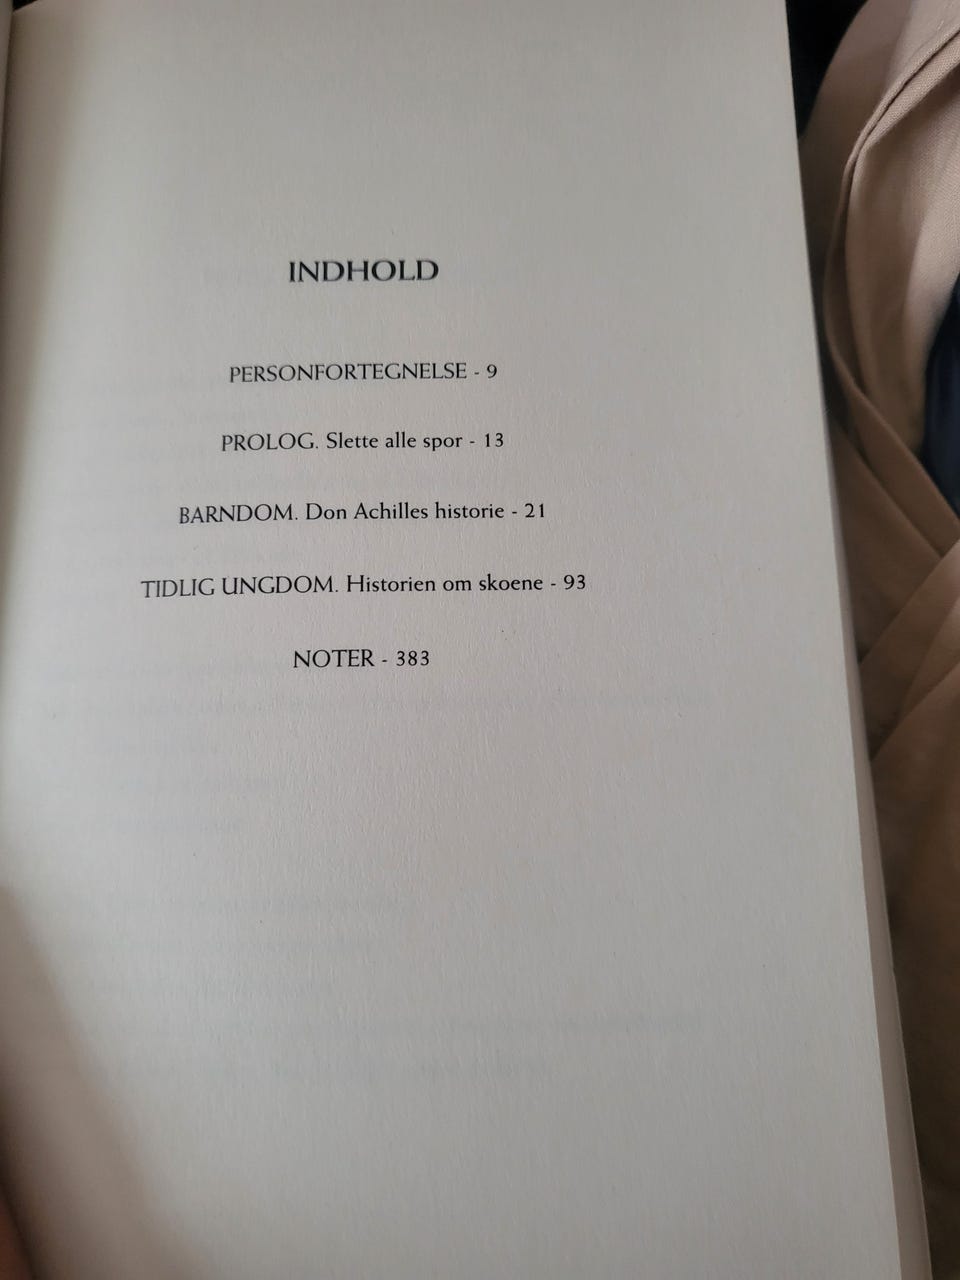 INDHOLD
PERSONFORTEGNELSE - 9
PROLOG. Slette alle spor - 13
BARNDOM. Don Achilles historie - 21
TIDLIG UNGDOM. Historien om skoene - 93
NOTER - 383